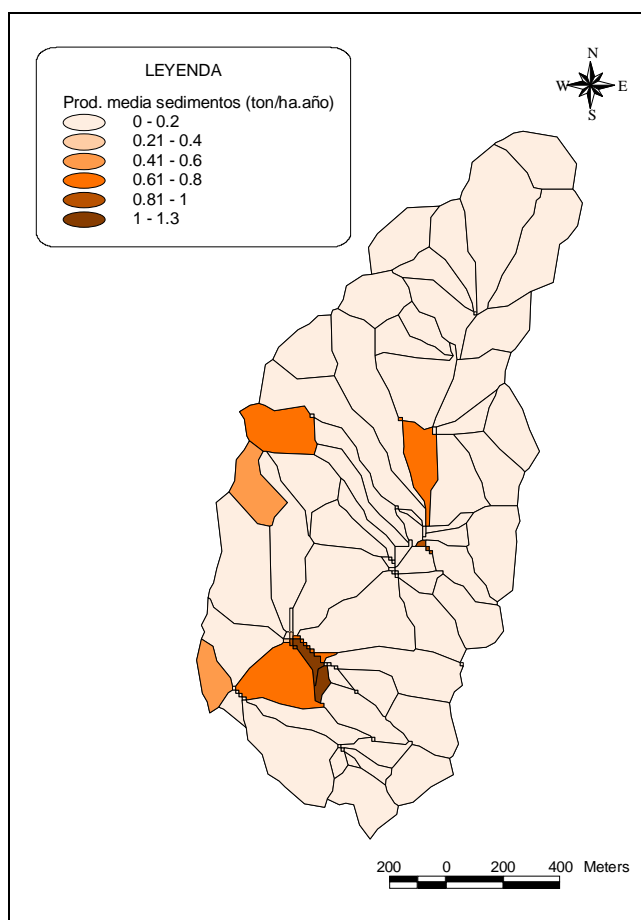 LEYENDA
Prod. media sedimentos (ton/ha.año)
0 - 0.2
0.21 - 0.4
0.41 - 0.6
0.61 - 0.8
0.81 - 1
1 - 1.3
N
W E
S
200 0 200 400 Meters